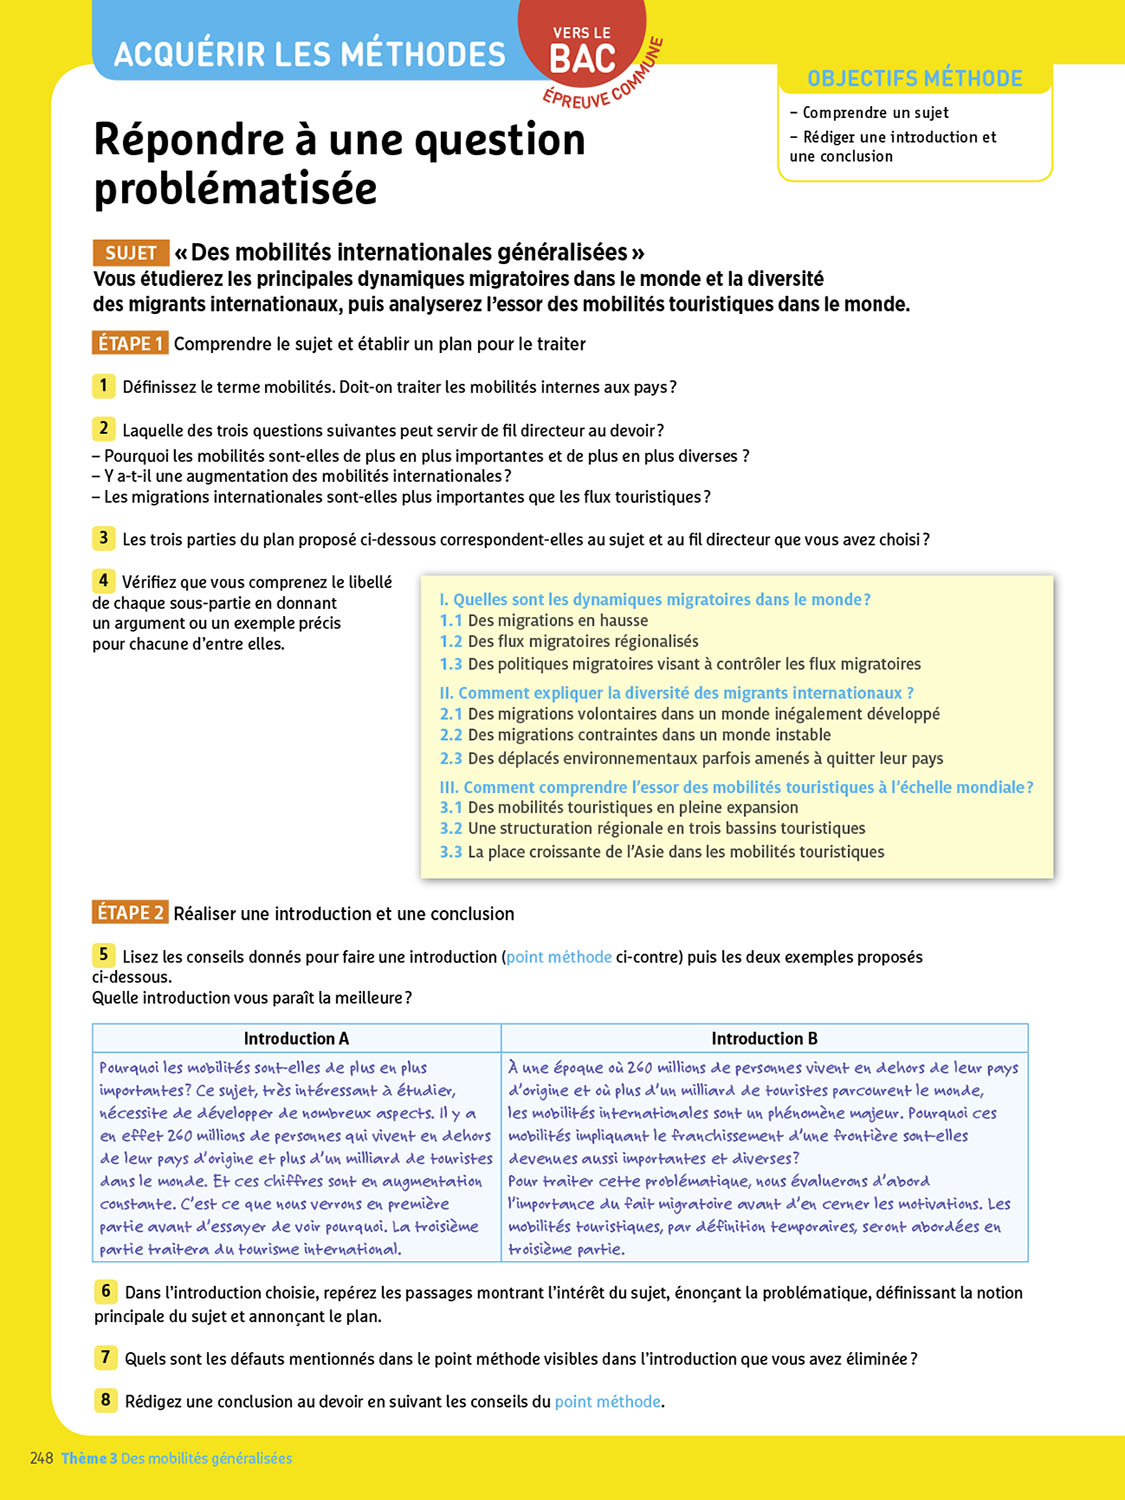 ACQUÉRIR LES MÉTHODES
VERS LE
BAC
ÉPREUVE COMMUNE
OBJECTIFS MÉTHODE
– Comprendre un sujet
– Rédiger une introduction et
une conclusion
Répondre à une question
problématisée
SUJET « Des mobilités internationales généralisées »
Vous étudierez les principales dynamiques migratoires dans le monde et la diversité
des migrants internationaux, puis analyserez l'essor des mobilités touristiques dans le monde.
ÉTAPE 1 Comprendre le sujet et établir un plan pour le traiter
1 Définissez le terme mobilités. Doit-on traiter les mobilités internes aux pays ?
2 Laquelle des trois questions suivantes peut servir de fil directeur au devoir ?
– Pourquoi les mobilités sont-elles de plus en plus importantes et de plus en plus diverses ?
– Y a-t-il une augmentation des mobilités internationales ?
– Les migrations internationales sont-elles plus importantes que les flux touristiques ?
3 Les trois parties du plan proposé ci-dessous correspondent-elles au sujet et au fil directeur que vous avez choisi ?
4 Vérifiez que vous comprenez le libellé
de chaque sous-partie en donnant
un argument ou un exemple précis
pour chacune d'entre elles.
I. Quelles sont les dynamiques migratoires dans le monde ?
1.1 Des migrations en hausse
1.2 Des flux migratoires régionalisés
1.3 Des politiques migratoires visant à contrôler les flux migratoires
II. Comment expliquer la diversité des migrants internationaux ?
2.1 Des migrations volontaires dans un monde inégalement développé
2.2 Des migrations contraintes dans un monde instable
2.3 Des déplacés environnementaux parfois amenés à quitter leur pays
III. Comment comprendre l'essor des mobilités touristiques à l'échelle mondiale ?
3.1 Des mobilités touristiques en pleine expansion
3.2 Une structuration régionale en trois bassins touristiques
3.3 La place croissante de l'Asie dans les mobilités touristiques
ÉTAPE 2 Réaliser une introduction et une conclusion
5 Lisez les conseils donnés pour faire une introduction (point méthode ci-contre) puis les deux exemples proposés
ci-dessous.
Quelle introduction vous paraît la meilleure ?
Introduction A
Pourquoi les mobilités sont-elles de plus en plus
importantes ? Ce sujet, très intéressant à étudier,
nécessite de développer de nombreux aspects. Il y a
en effet 260 millions de personnes qui vivent en dehors
de leur pays d'origine et plus d'un milliard de touristes
dans le monde. Et ces chiffres sont en augmentation
constante. C'est ce que nous verrons en première
partie avant d'essayer de voir pourquoi. La troisième
partie traitera du tourisme international.
Introduction B
À une époque où 260 millions de personnes vivent en dehors de leur pays
d'origine et où plus d'un milliard de touristes parcourent le monde,
les mobilités internationales sont un phénomène majeur. Pourquoi ces
mobilités impliquant le franchissement d'une frontière sont-elles
devenues aussi importantes et diverses ?
Pour traiter cette problématique, nous évaluerons d'abord
l'importance du fait migratoire avant d'en cerner les motivations. Les
mobilités touristiques, par définition temporaires, seront abordées en
troisième partie.
6 Dans l'introduction choisie, repérez les passages montrant l'intérêt du sujet, énonçant la problématique, définissant la notion
principale du sujet et annonçant le plan.
7 Quels sont les défauts mentionnés dans le point méthode visibles dans l'introduction que vous avez éliminée ?
8 Rédigez une conclusion au devoir en suivant les conseils du point méthode.
248 Thème 3 Des mobilités généralisées